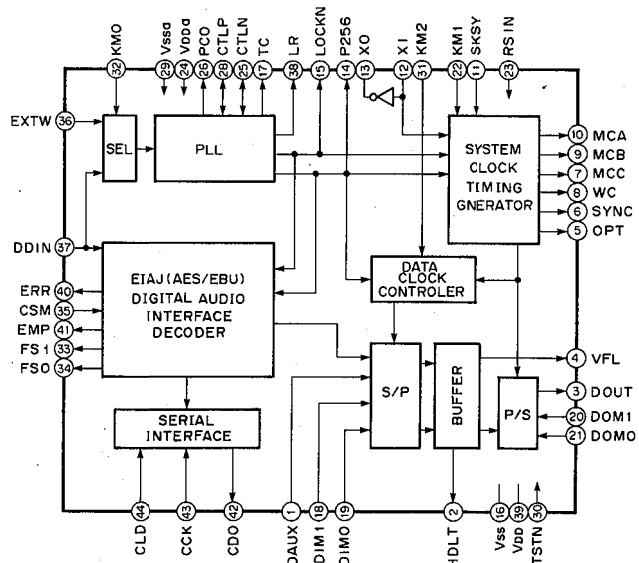 KM0 Vssa VDDa PCO CTLP CTLN TC LR LOCKN P256 XO XI KM2 KM1 SKSY RSIN
32 29 24 26 28 25 17 38 15 14 13 12 31 22 11 23
EXTW 36
SEL
PLL
SYSTEM
CLOCK
TIMING
GNERATOR
10 MCA
9 MCB
7 MCC
8 WC
6 SYNC
5 OPT
DDIN 37
EIAJ(AES/EBU)
DIGITAL AUDIO
INTERFACE
DECODER
DATA
CLOCK
CONTROLER
ERR 40
CSM 35
EMP 41
FS1 33
FS0 34
S/P
BUFFER
P/S
4 VFL
3 DOUT
20 DOM1
21 DOM0
SERIAL
INTERFACE
44 43 42 1 18 19 2 16 39 30
CLD CCK CDO DAUX DIM1 DIM0 HDLT Vss VDD TSTN